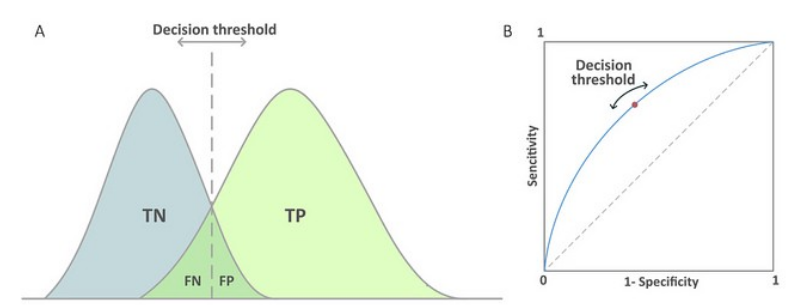 A
Decision threshold
TN
TP
FN
FP
B
1
Decision
threshold
Sencitivity
0
1- Specificity
1